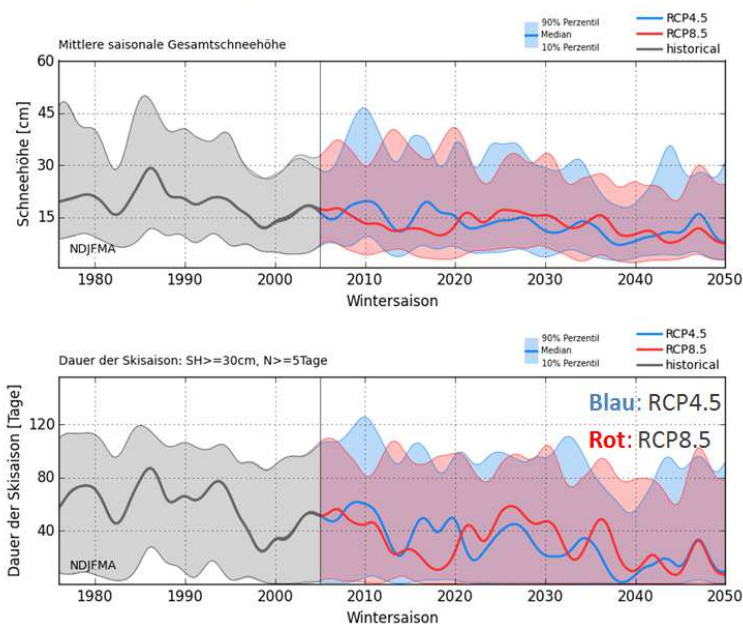 Mittlere saisonale Gesamtschneehöhe
90% Perzentil
Median
10% Perzentil
RCP4.5
RCP8.5
historical
Schneehöhe [cm]
60
45
30
15
NDJFMA
1980 1990 2000 2010 2020 2030 2040 2050
Wintersaison
Dauer der Skisaison: SH>=30cm, N>=5Tage
90% Perzentil
Median
10% Perzentil
RCP4.5
RCP8.5
historical
Dauer der Skisaison [Tage]
120
80
40
Blau: RCP4.5
Rot: RCP8.5
NDJFMA
1980 1990 2000 2010 2020 2030 2040 2050
Wintersaison